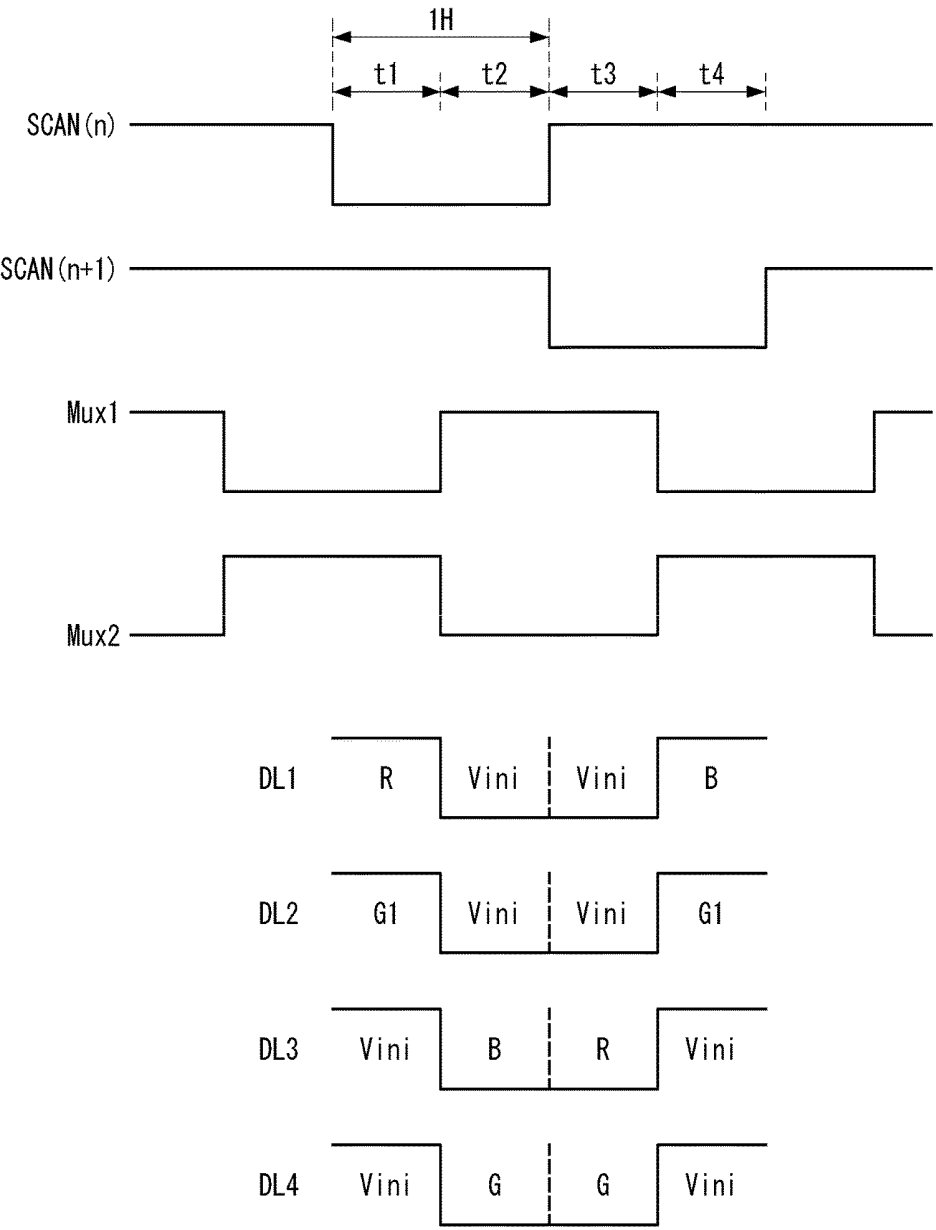 1H
t1 t2 t3 t4
SCAN(n)
SCAN(n+1)
Mux1
Mux2
DL1 R Vini Vini B
DL2 G1 Vini Vini G1
DL3 Vini B R Vini
DL4 Vini G G Vini